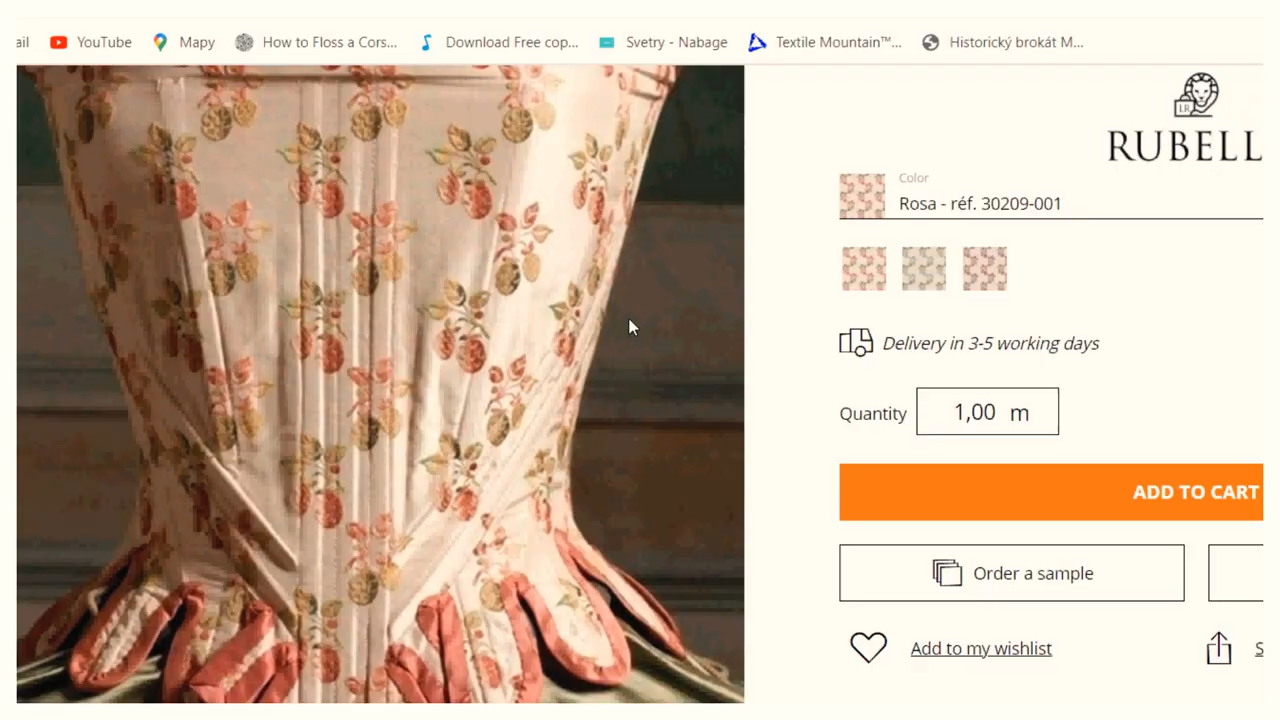 ail YouTube Mapy How to Floss a Cors... Download Free cop... Svetry - Nabage Textile Mountain™... Historický brokát M...
LR
RUBELL
Color
Rosa - réf. 30209-001
Delivery in 3-5 working days
Quantity 1,00 m
ADD TO CART
Order a sample
Add to my wishlist S